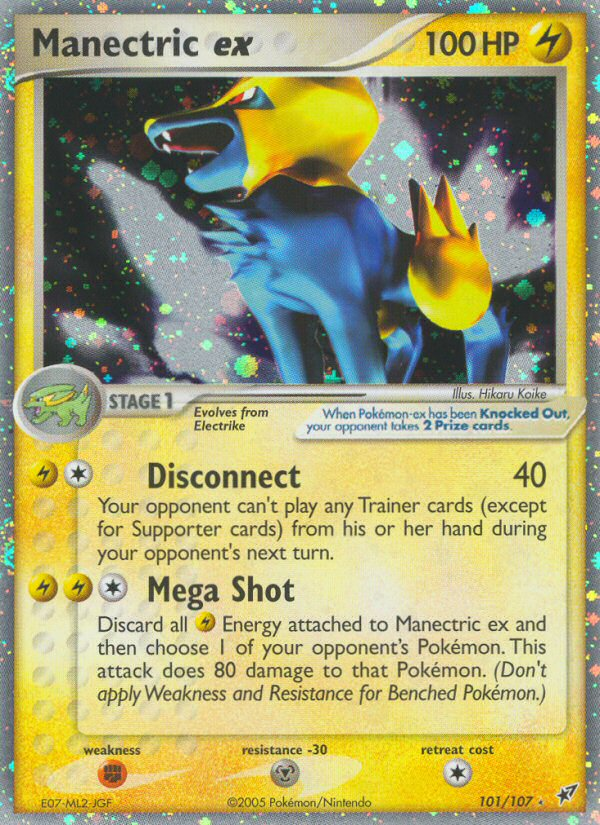 Manectric ex 100 HP
Illus. Hikaru Koike
STAGE 1
Evolves from
Electrike
When Pokémon-ex has been Knocked Out,
your opponent takes 2 Prize cards.
Disconnect 40
Your opponent can't play any Trainer cards (except
for Supporter cards) from his or her hand during
your opponent's next turn.
Mega Shot
Discard all Energy attached to Manectric ex and
then choose 1 of your opponent's Pokémon. This
attack does 80 damage to that Pokémon. (Don't
apply Weakness and Resistance for Benched Pokémon.)
weakness resistance -30 retreat cost
E07-ML2-JGF ©2005 Pokémon/Nintendo 101/107